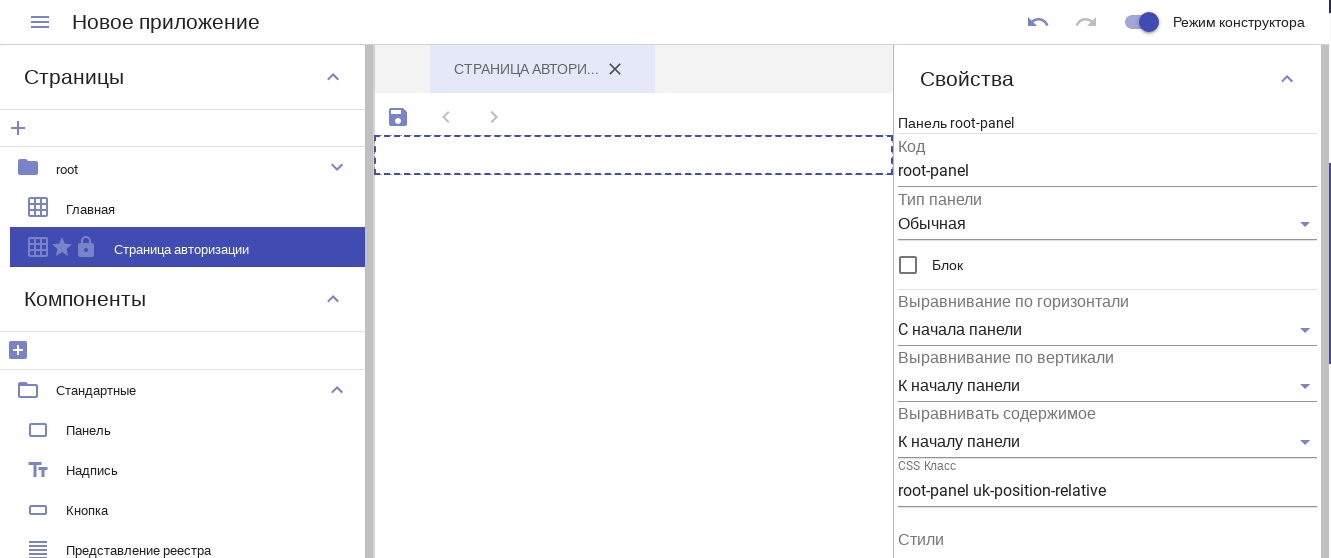 Новое приложение
Режим конструктора
Страницы
root
Главная
Страница авторизации
Компоненты
Стандартные
Панель
Надпись
Кнопка
Представление реестра
СТРАНИЦА АВТОРИ...
Свойства
Панель root-panel
Код
root-panel
Тип панели
Обычная
Блок
Выравнивание по горизонтали
С начала панели
Выравнивание по вертикали
К началу панели
Выравнивать содержимое
К началу панели
CSS Класс
root-panel uk-position-relative
Стили